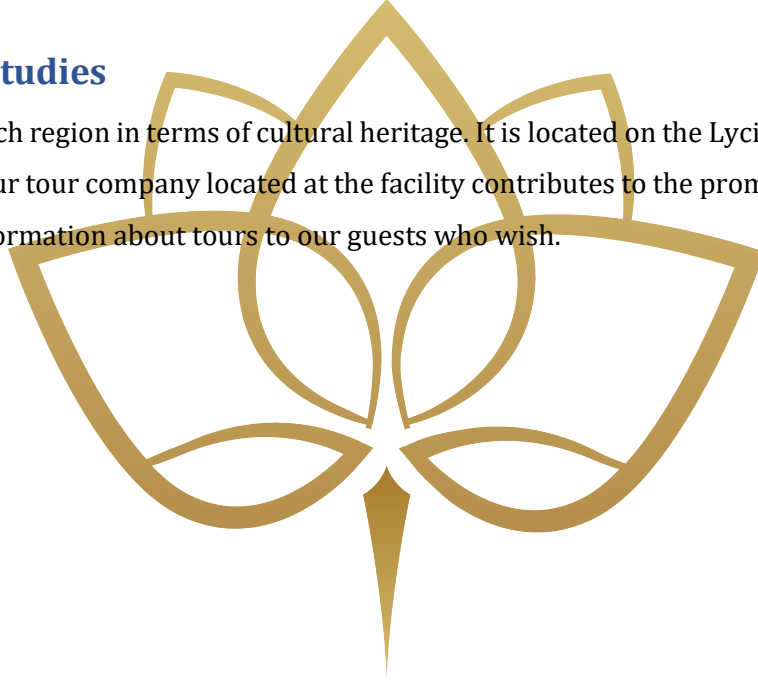 tudies
ch region in terms of cultural heritage. It is located on the Lyci
ur tour company located at the facility contributes to the prom
ormation about tours to our guests who wish.